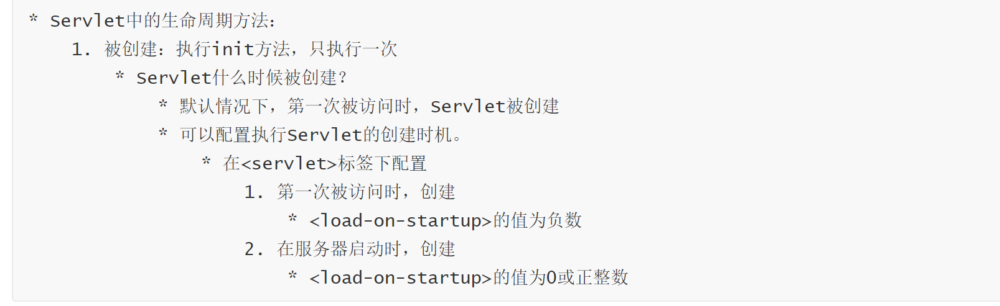 * Servlet中的生命周期方法：
1. 被创建：执行init方法，只执行一次
* Servlet什么时候被创建？
* 默认情况下，第一次被访问时，Servlet被创建
* 可以配置执行Servlet的创建时机。
* 在<servlet>标签下配置
1. 第一次被访问时，创建
* <load-on-startup>的值为负数
2. 在服务器启动时，创建
* <load-on-startup>的值为0或正整数